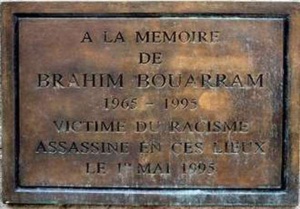 A LA MEMOIRE
DE
BRAHIM BOUARRAM
1965 - 1995
VICTIME DU RACISME
ASSASSINE EN CES LIEUX
LE 1er MAI 1995